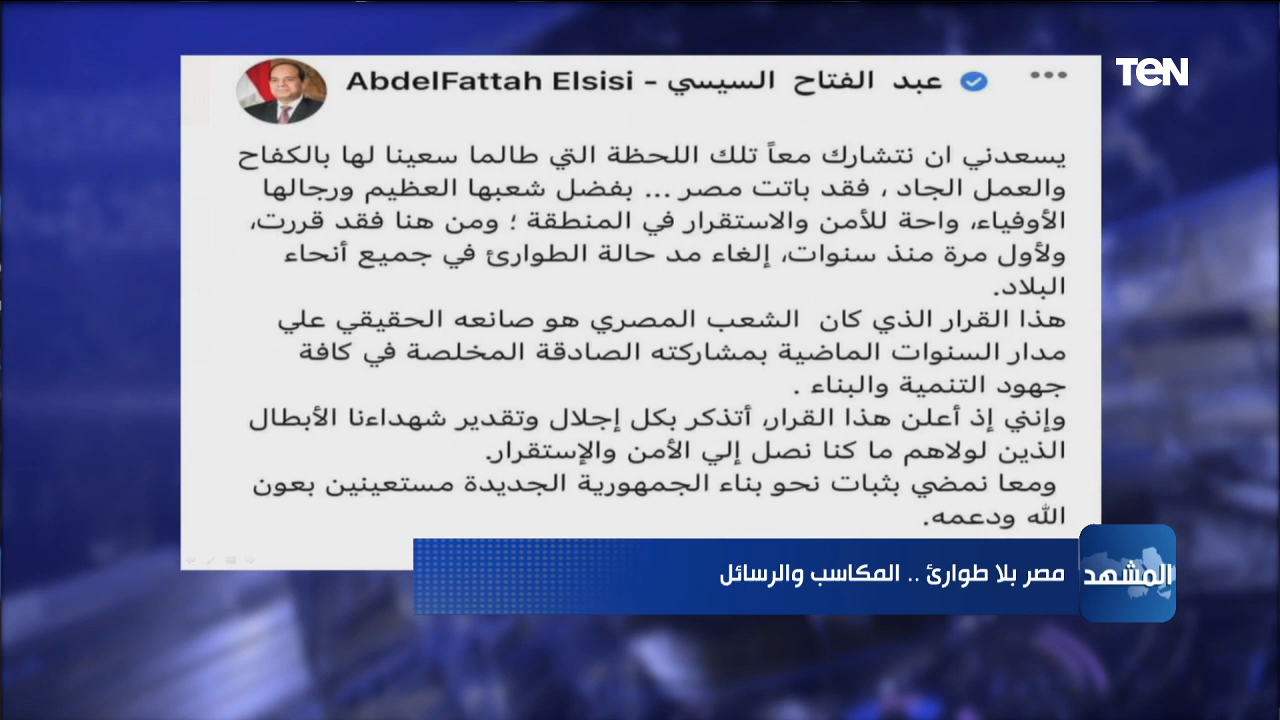 عبد الفتاح السيسي - AbdelFattah Elsisi
TEN
يسعدني ان نتشارك معاً تلك اللحظة التي طالما سعينا لها بالكفاح
والعمل الجاد ، فقد باتت مصر ... بفضل شعبها العظيم ورجالها
الأوفياء، واحة للأمن والاستقرار في المنطقة ؛ ومن هنا فقد قررت،
ولأول مرة منذ سنوات، إلغاء مد حالة الطوارئ في جميع أنحاء
البلاد.
هذا القرار الذي كان الشعب المصري هو صانعه الحقيقي علي
مدار السنوات الماضية بمشاركته الصادقة المخلصة في كافة
جهود التنمية والبناء .
وإنني إذ أعلن هذا القرار، أتذكر بكل إجلال وتقدير شهداءنا الأبطال
الذين لولاهم ما كنا نصل إلي الأمن والإستقرار.
ومعا نمضي بثبات نحو بناء الجمهورية الجديدة مستعينين بعون
الله ودعمه.
المشهد
مصر بلا طوارئ .. المكاسب والرسائل